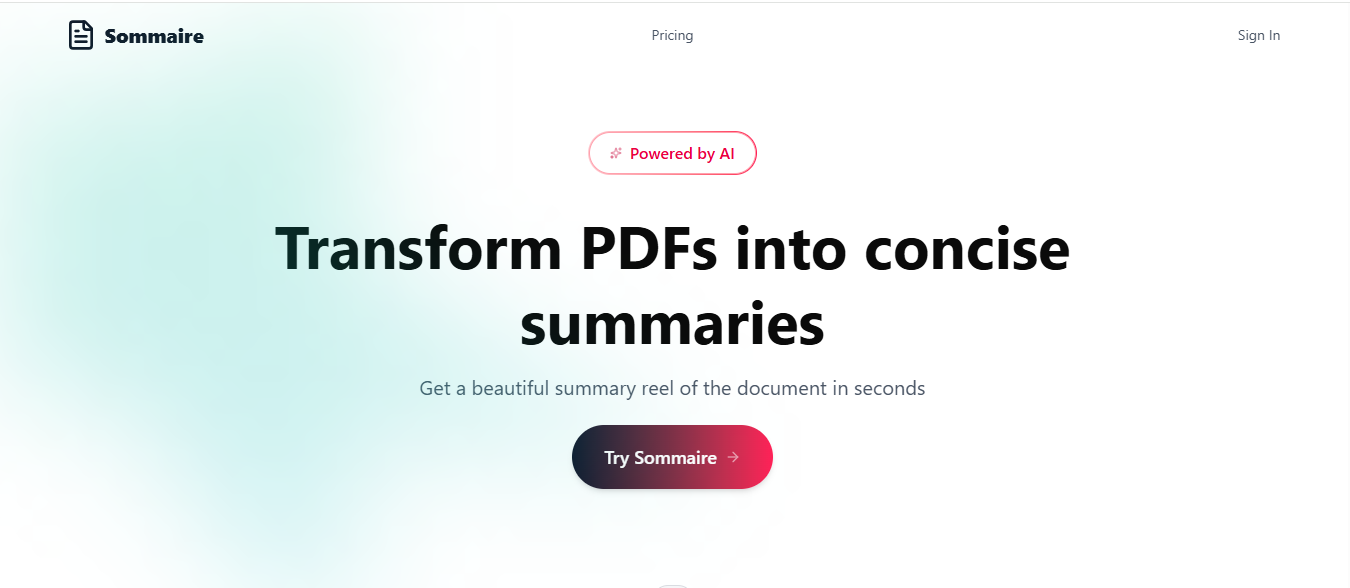 Sommaire
Pricing
Sign In
Powered by AI
Transform PDFs into concise
summaries
Get a beautiful summary reel of the document in seconds
Try Sommaire